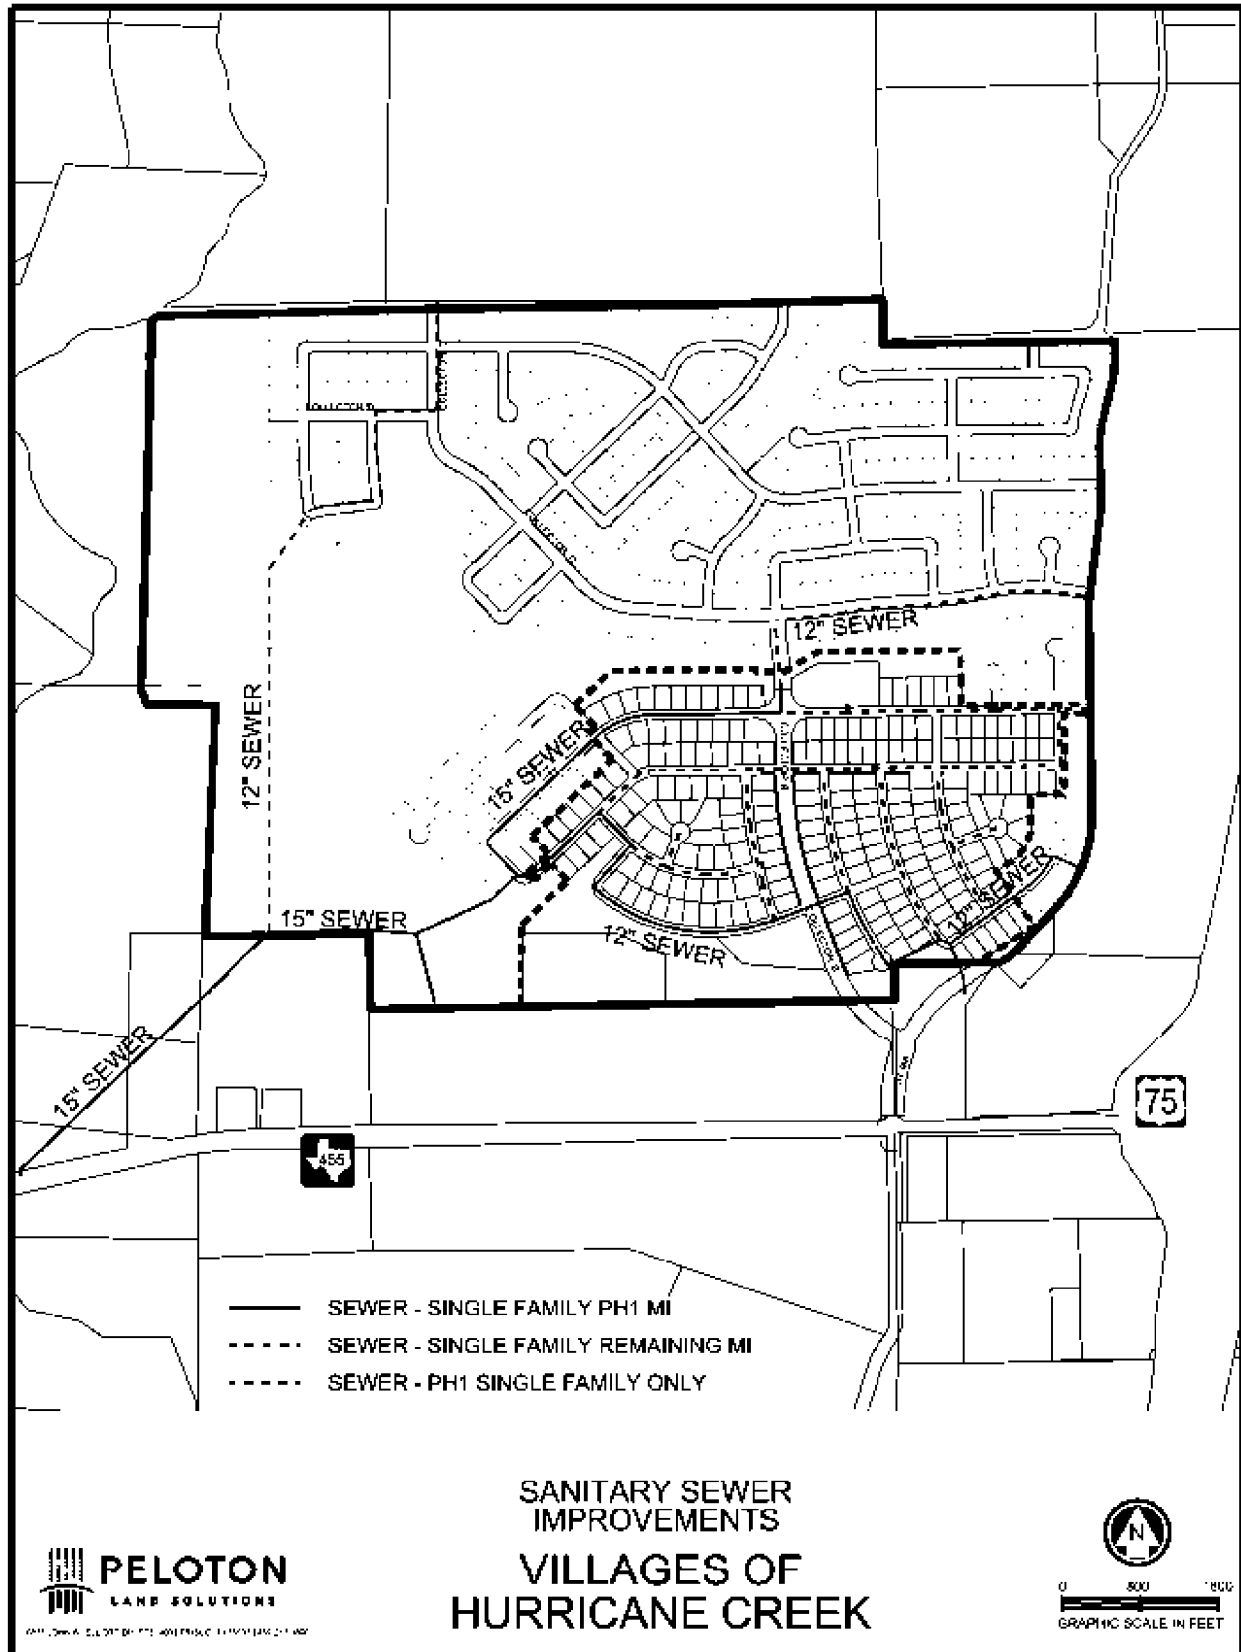 12" SEWER
12" SEWER
15" SEWER
15" SEWER
12" SEWER
12" SEWER
15" SEWER
75
455
SEWER - SINGLE FAMILY PH1 MI
SEWER - SINGLE FAMILY REMAINING MI
SEWER - PH1 SINGLE FAMILY ONLY
SANITARY SEWER
IMPROVEMENTS
VILLAGES OF
HURRICANE CREEK
PELOTON
LAND SOLUTIONS
N
0 800 1600
GRAPHIC SCALE IN FEET